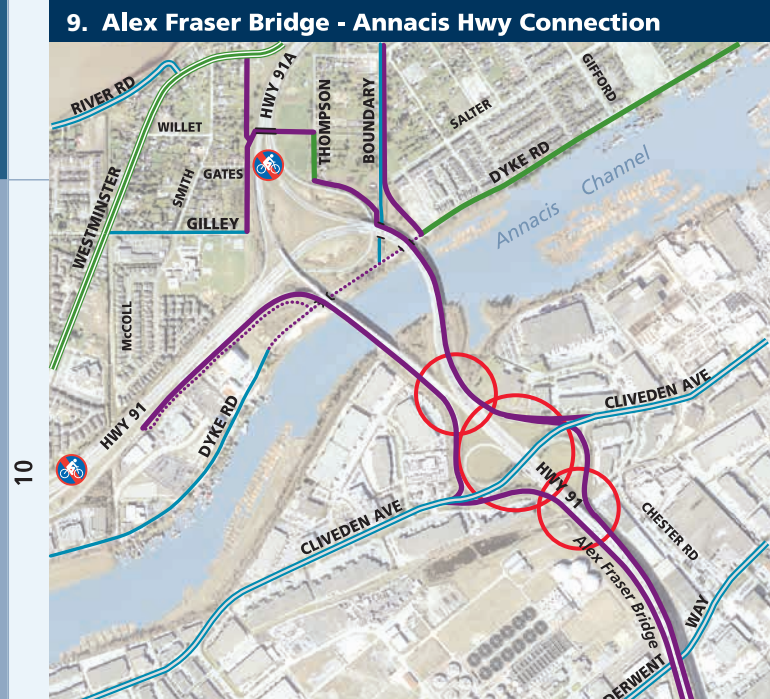 9. Alex Fraser Bridge - Annacis Hwy Connection
RIVER RD
HWY 91A
THOMPSON
BOUNDARY
GIFFORD
SALTER
WILLET
DYKE RD
Annacis Channel
WESTMINSTER
SMITH
GATES
GILLEY
McCOLL
HWY 91
DYKE RD
CLIVEDEN AVE
10
HWY 91
CLIVEDEN AVE
CHESTER RD
Alex Fraser Bridge
WAY
DERWENT